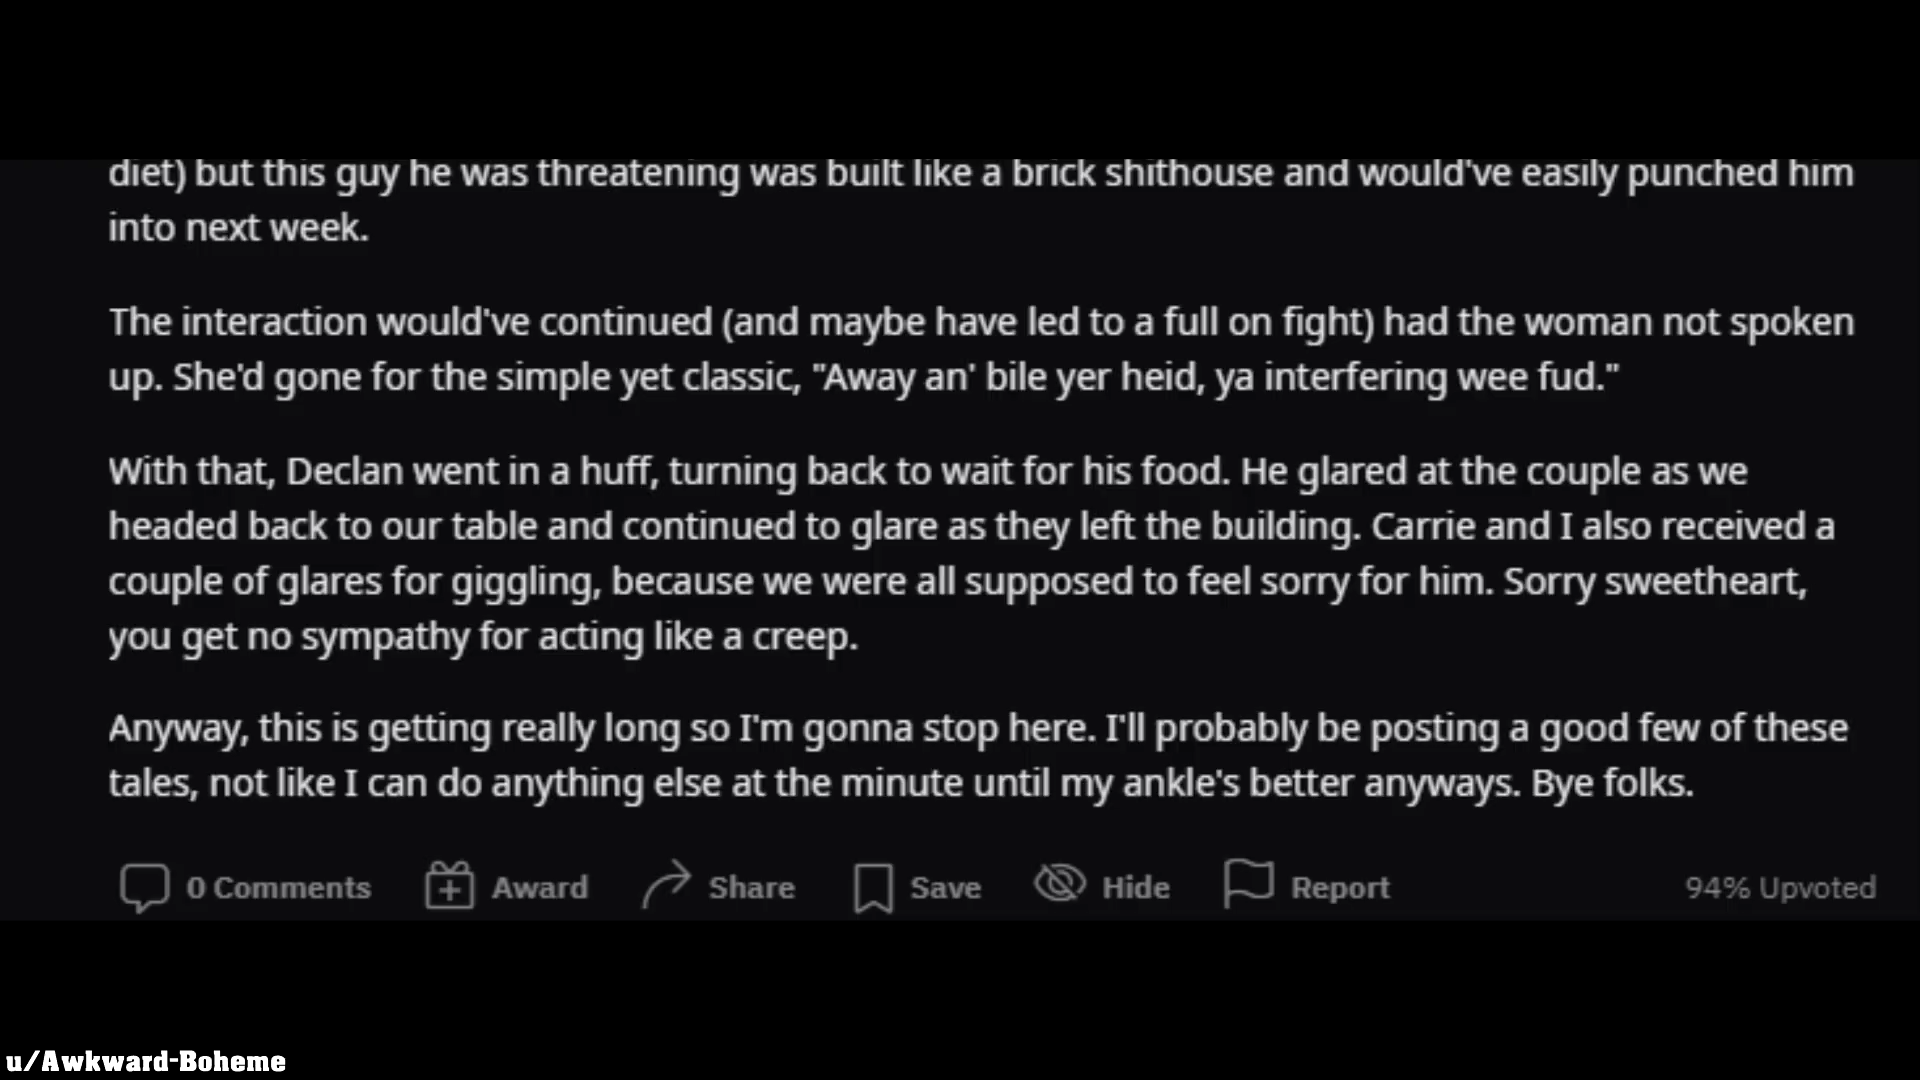 diet) but this guy he was threatening was built like a brick shithouse and would've easily punched him
into next week.
The interaction would've continued (and maybe have led to a full on fight) had the woman not spoken
up. She'd gone for the simple yet classic, "Away an' bile yer heid, ya interfering wee fud."
With that, Declan went in a huff, turning back to wait for his food. He glared at the couple as we
headed back to our table and continued to glare as they left the building. Carrie and I also received a
couple of glares for giggling, because we were all supposed to feel sorry for him. Sorry sweetheart,
you get no sympathy for acting like a creep.
Anyway, this is getting really long so I'm gonna stop here. I'll probably be posting a good few of these
tales, not like I can do anything else at the minute until my ankle's better anyways. Bye folks.
0 Comments Award Share Save Hide Report 94% Upvoted
u/Awkward-Boheme